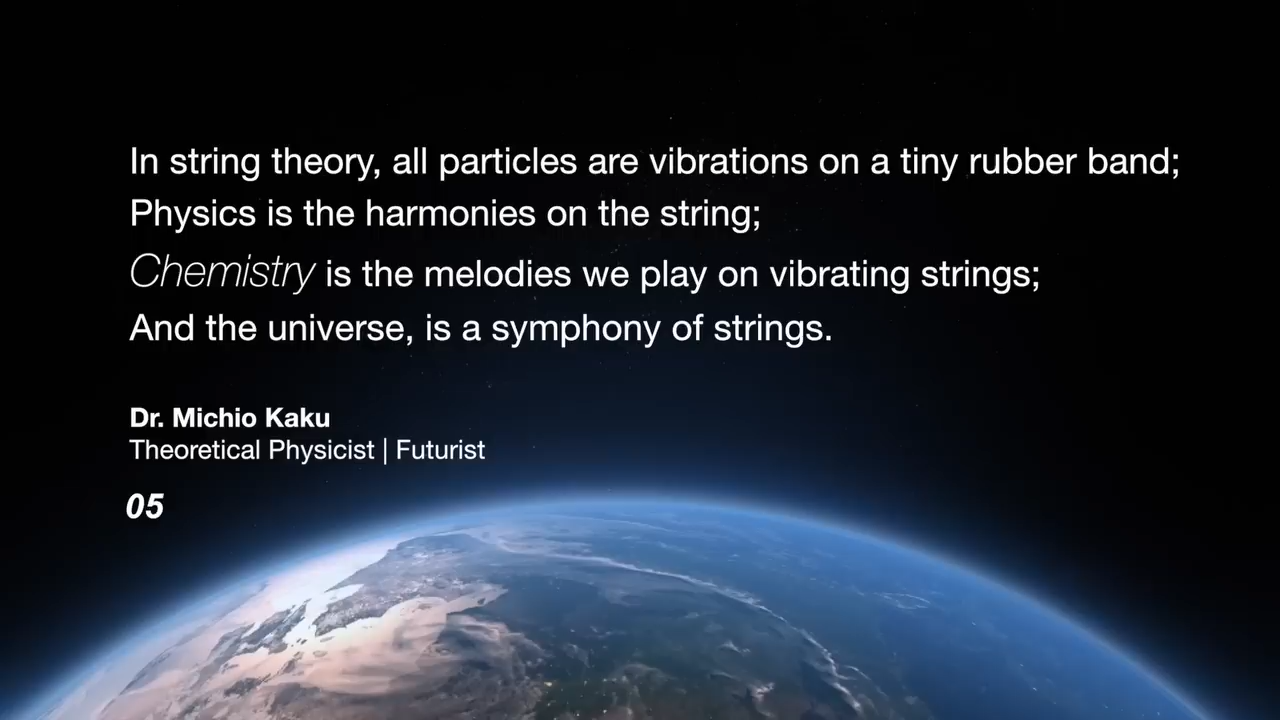 In string theory, all particles are vibrations on a tiny rubber band;
Physics is the harmonies on the string;
Chemistry is the melodies we play on vibrating strings;
And the universe, is a symphony of strings.
Dr. Michio Kaku
Theoretical Physicist | Futurist
05